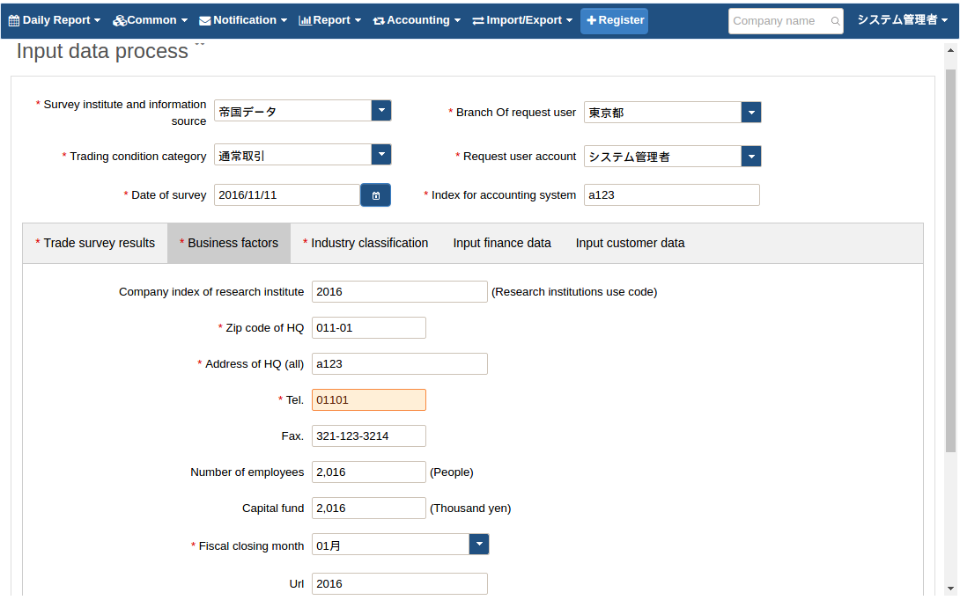 Daily Report Common Notification Report Accounting Import/Export + Register Company name システム管理者
Input data process
* Survey institute and information source 帝国データ * Branch Of request user 東京都
* Trading condition category 通常取引 * Request user account システム管理者
* Date of survey 2016/11/11 * Index for accounting system a123
* Trade survey results * Business factors * Industry classification Input finance data Input customer data
Company index of research institute 2016 (Research institutions use code)
* Zip code of HQ 011-01
* Address of HQ (all) a123
* Tel. 01101
Fax. 321-123-3214
Number of employees 2,016 (People)
Capital fund 2,016 (Thousand yen)
* Fiscal closing month 01月
Url 2016